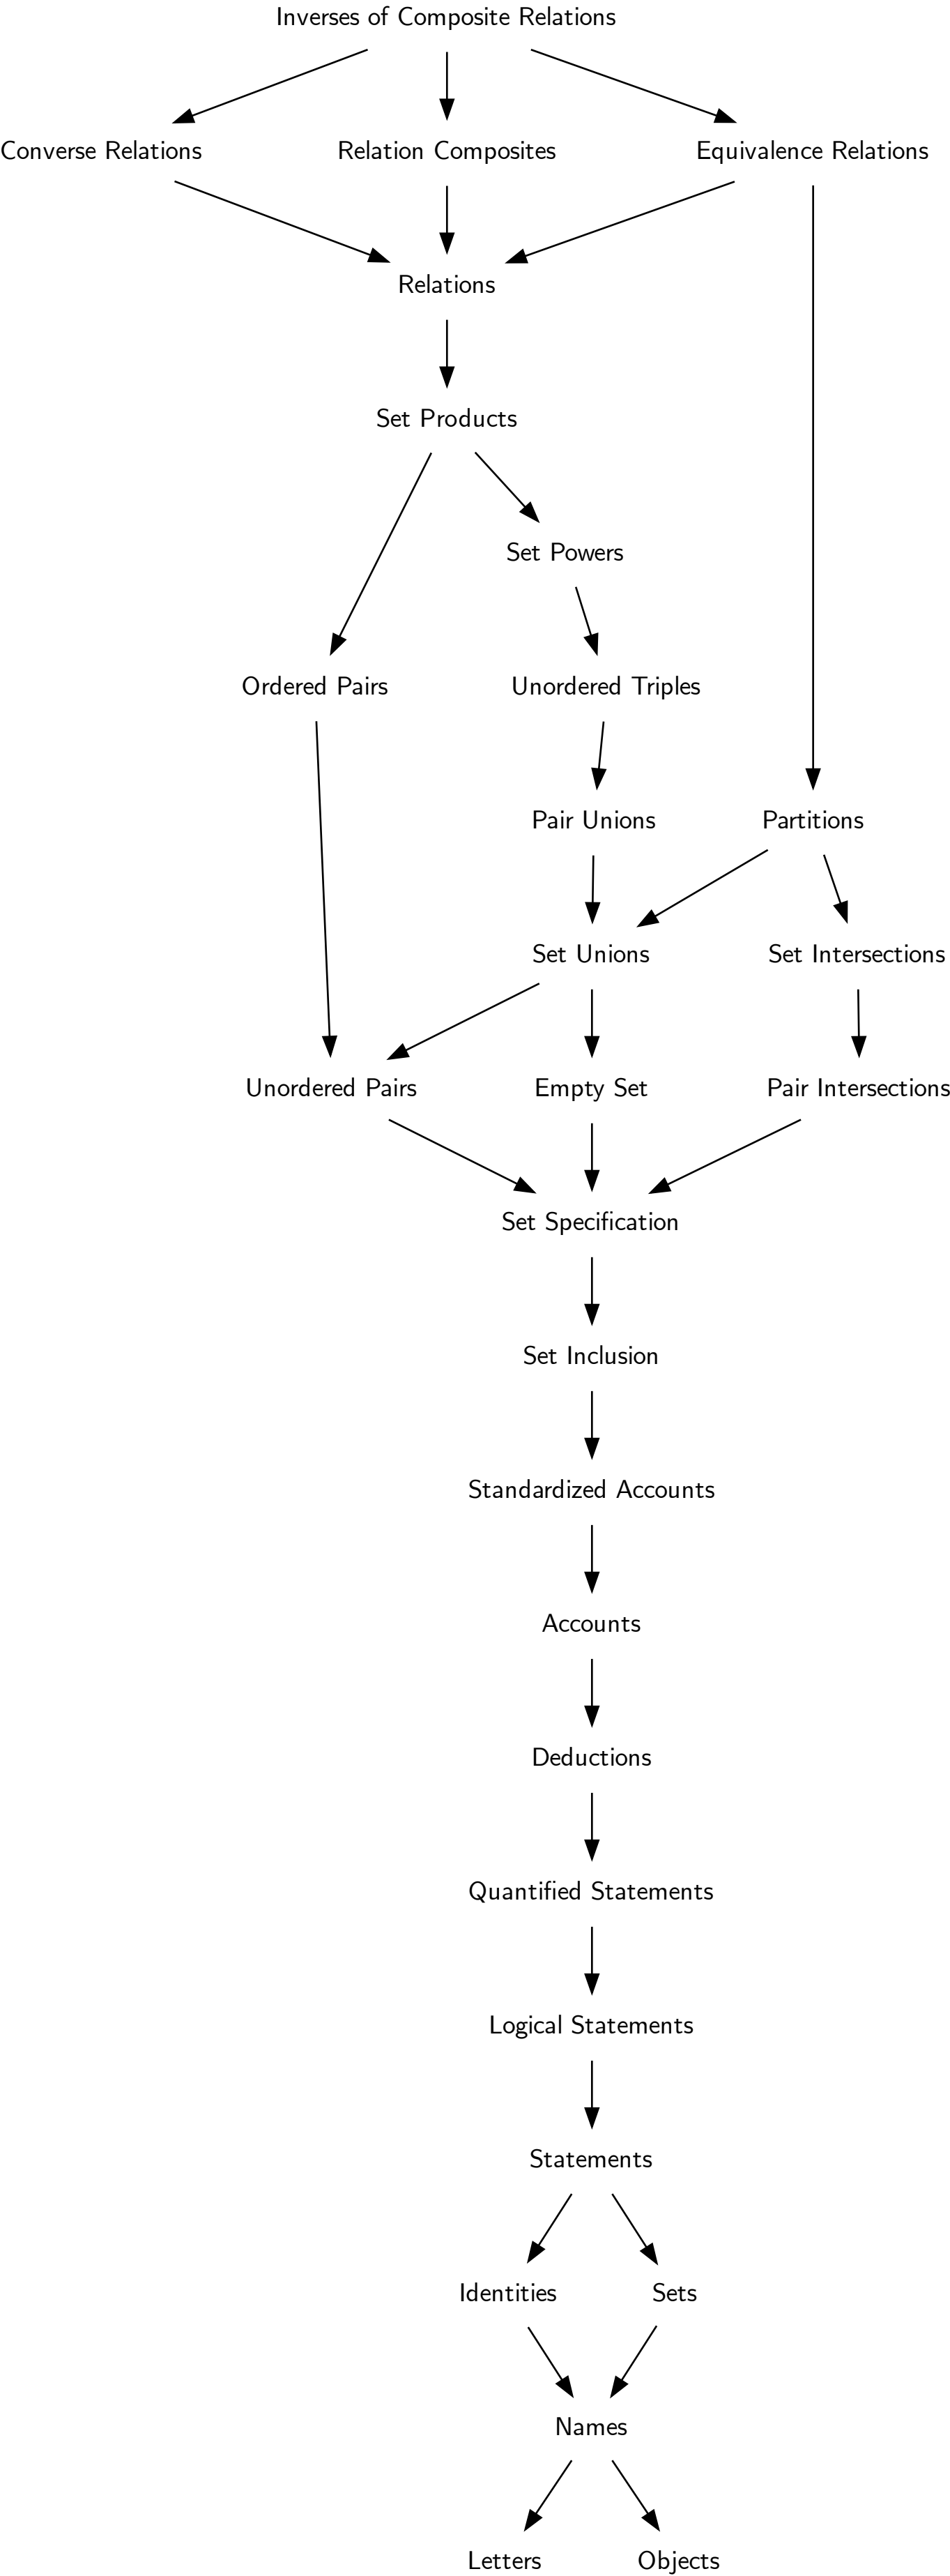 Inverses of Composite Relations
Converse Relations
Relation Composites
Equivalence Relations
Relations
Set Products
Set Powers
Ordered Pairs
Unordered Triples
Pair Unions
Partitions
Set Unions
Set Intersections
Unordered Pairs
Empty Set
Pair Intersections
Set Specification
Set Inclusion
Standardized Accounts
Accounts
Deductions
Quantified Statements
Logical Statements
Statements
Identities
Sets
Names
Letters
Objects